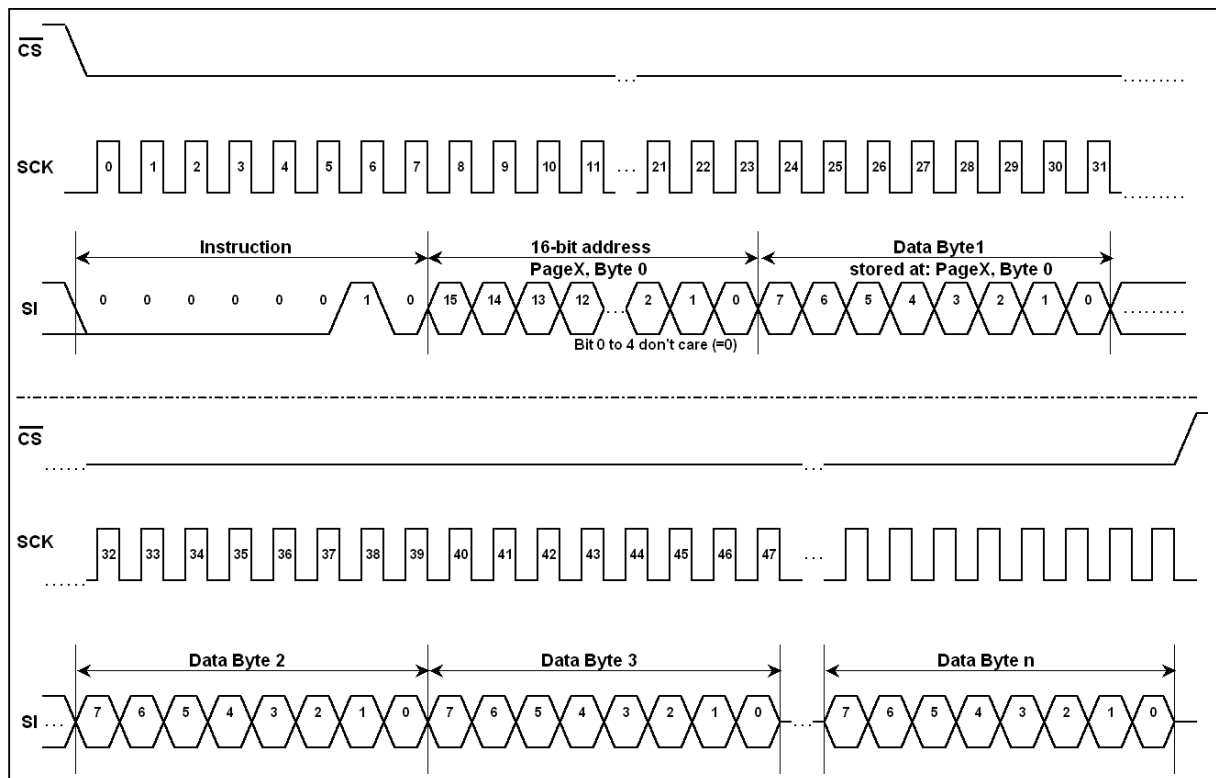 CS
...
.........
SCK
0 1 2 3 4 5 6 7 8 9 10 11 ... 21 22 23 24 25 26 27 28 29 30 31
.........
Instruction
16-bit address
PageX, Byte 0
Data Byte1
stored at: PageX, Byte 0
SI
0 0 0 0 0 0 1 0 15 14 13 12 ... 2 1 0 7 6 5 4 3 2 1 0 .........
Bit 0 to 4 don't care (=0)
CS
......
...
SCK
......
32 33 34 35 36 37 38 39 40 41 42 43 44 45 46 47 ...
Data Byte 2
Data Byte 3
Data Byte n
SI
... 7 6 5 4 3 2 1 0 7 6 5 4 3 2 1 0 ... 7 6 5 4 3 2 1 0